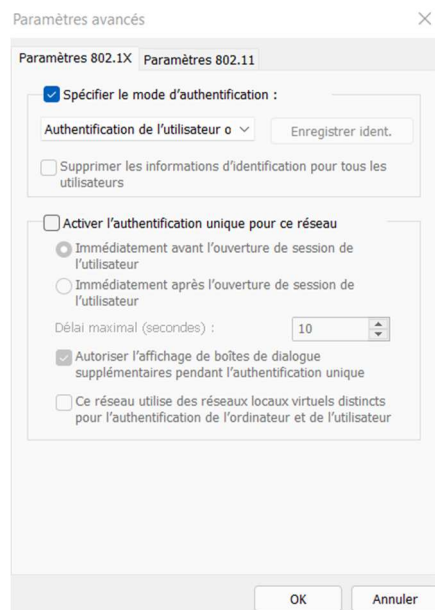 Paramètres avancés
Paramètres 802.1X Paramètres 802.11
Spécifier le mode d'authentification :
Authentification de l'utilisateur o Enregistrer ident.
Supprimer les informations d'identification pour tous les
utilisateurs
Activer l'authentification unique pour ce réseau
Immédiatement avant l'ouverture de session de
l'utilisateur
Immédiatement après l'ouverture de session de
l'utilisateur
Délai maximal (secondes) : 10
Autoriser l'affichage de boîtes de dialogue
supplémentaires pendant l'authentification unique
Ce réseau utilise des réseaux locaux virtuels distincts
pour l'authentification de l'ordinateur et de l'utilisateur
OK Annuler